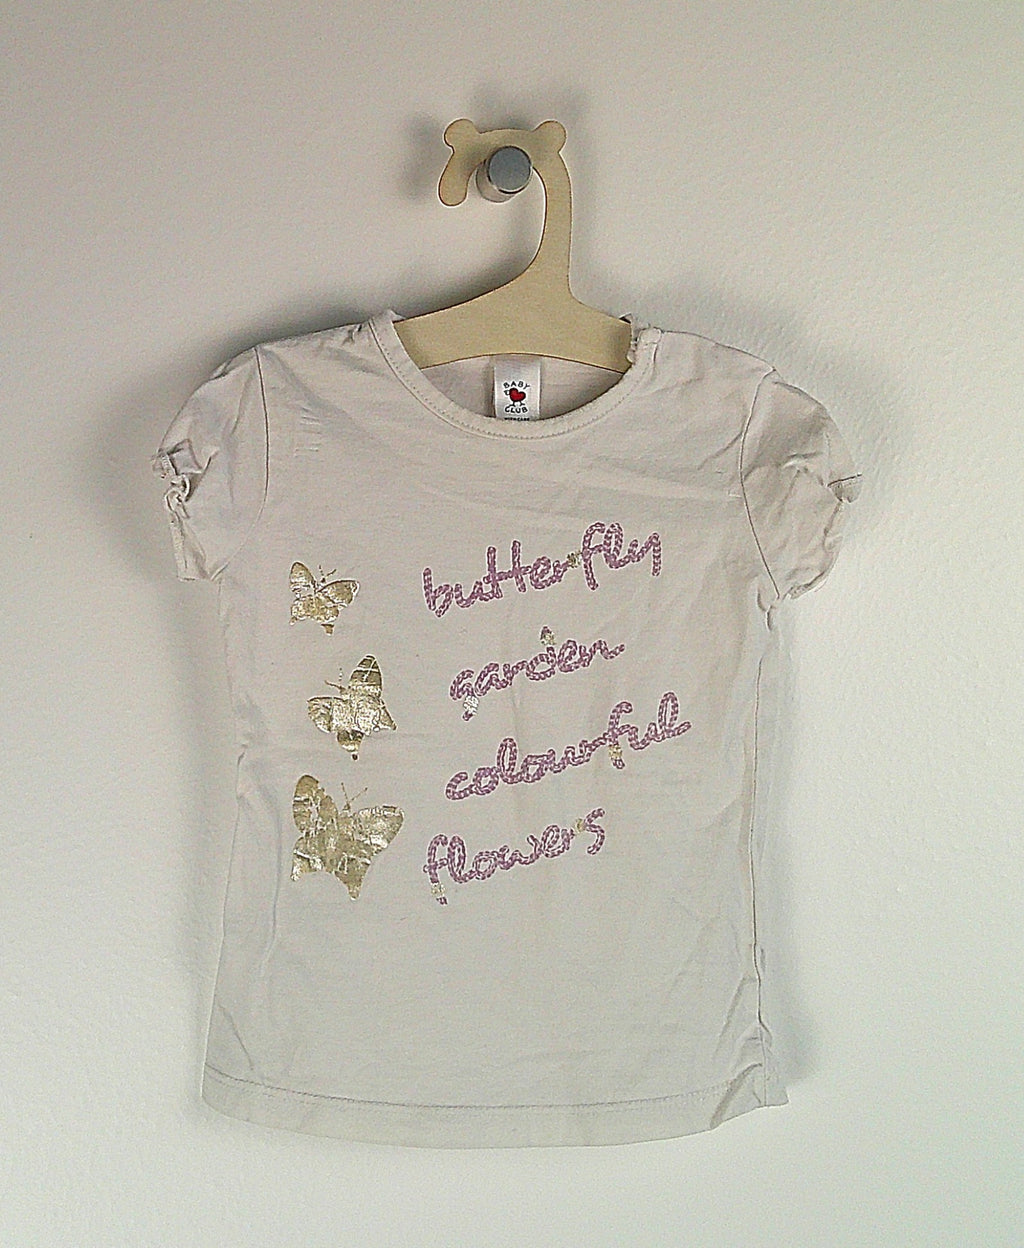 BABY
CLUB
butterfly
garden
colourful
flowers